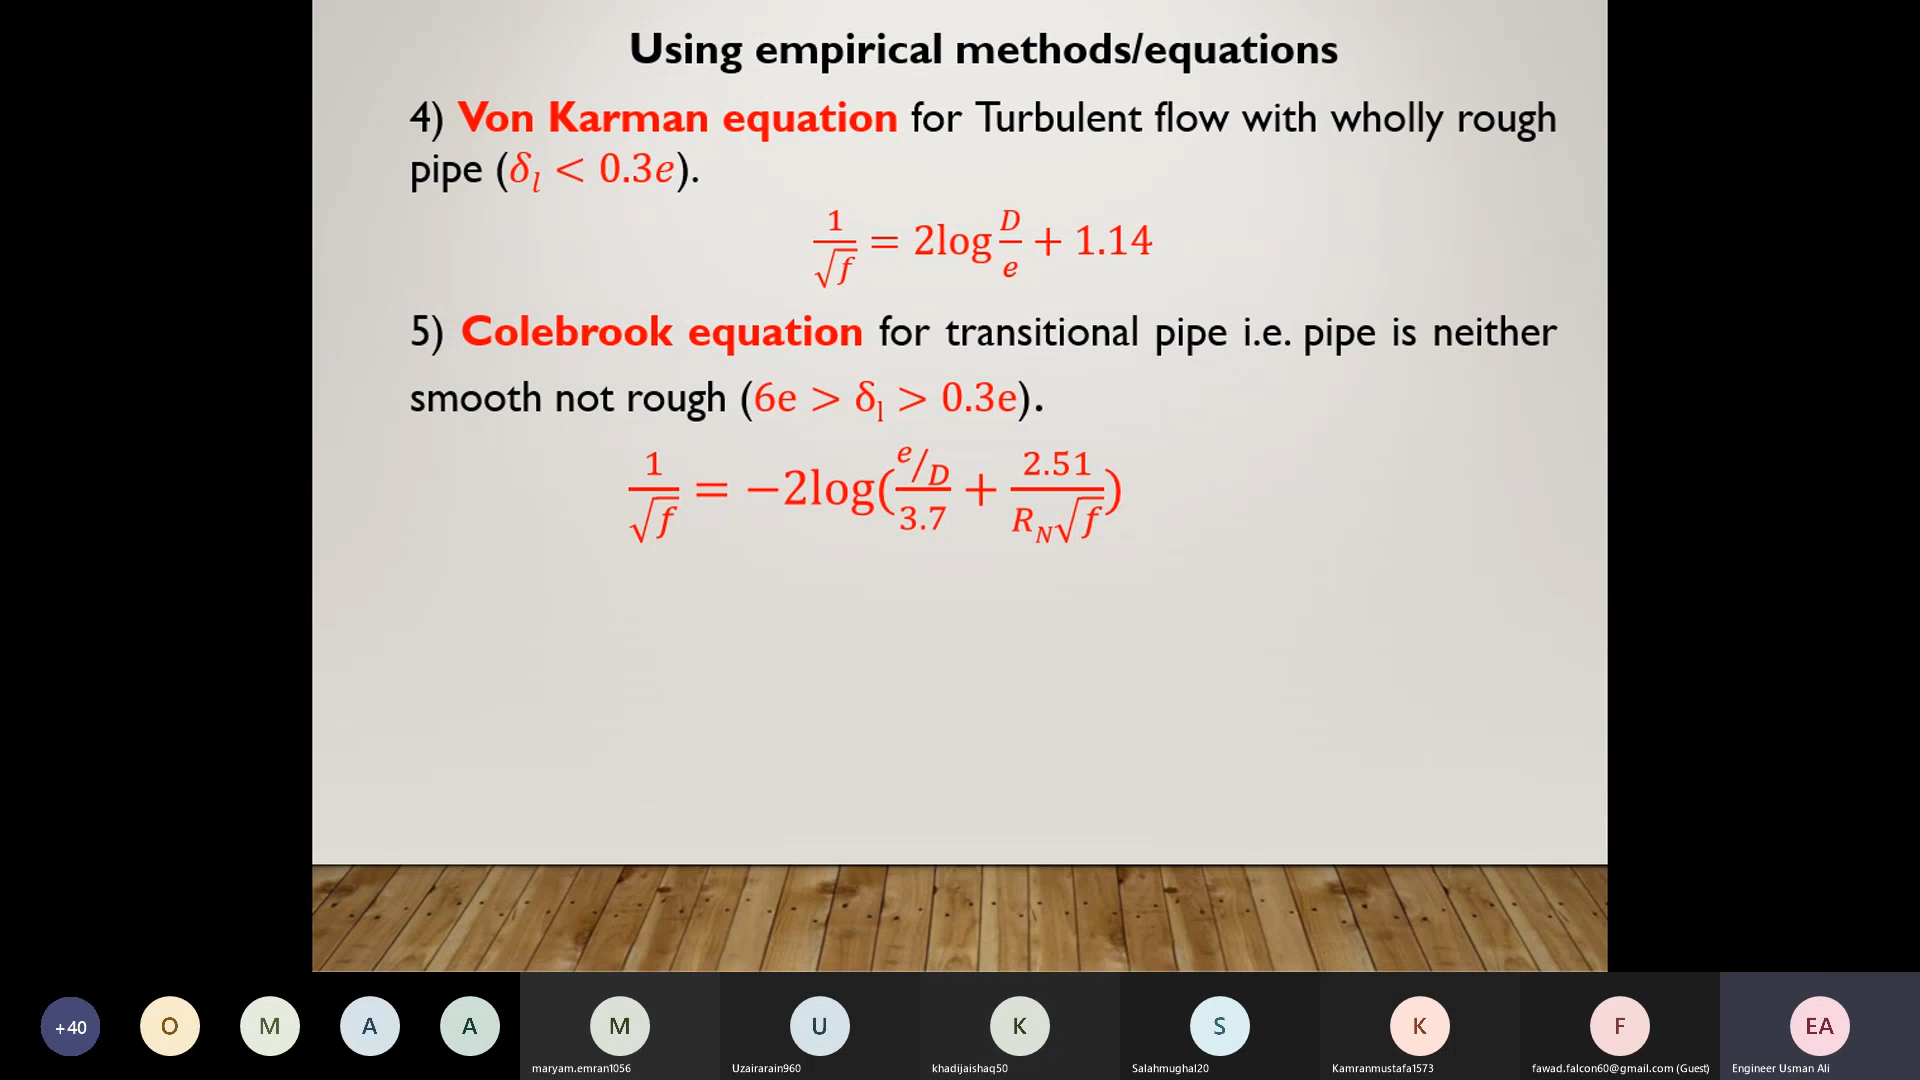 Using empirical methods/equations
4) Von Karman equation for Turbulent flow with wholly rough
pipe (δₗ < 0.3e).
1/√f = 2log D/e + 1.14
5) Colebrook equation for transitional pipe i.e. pipe is neither
smooth not rough (6e > δₗ > 0.3e).
1/√f = −2log((e/D)/3.7 + 2.51/(R_N√f))
+40 O M A A M U K S K F EA
maryam.emran1056 Uzairarain960 khadijaishaq50 Salahmughal20 Kamranmustafa1573 fawad.falcon60@gmail.com (Guest) Engineer Usman Ali